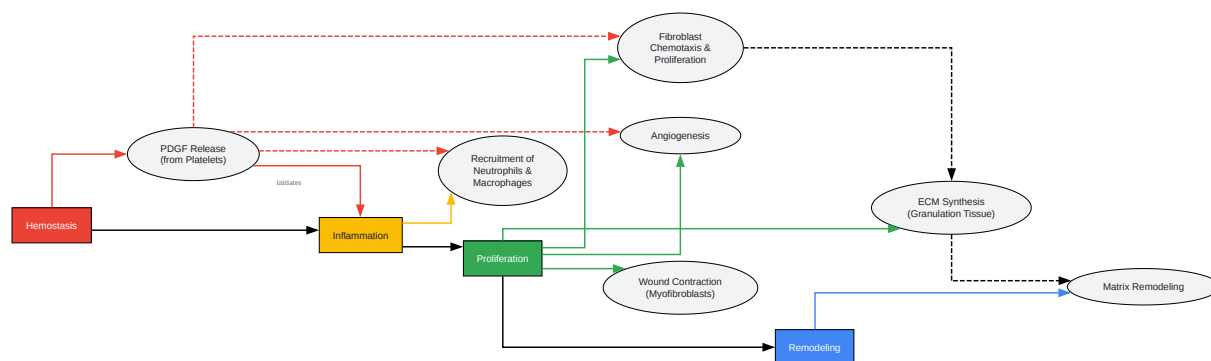 Fibroblast
Chemotaxis &
Proliferation
PDGF Release
(from Platelets)
Angiogenesis
Recruitment of
Neutrophils &
Macrophages
initiates
ECM Synthesis
(Granulation Tissue)
Hemostasis
Inflammation
Proliferation
Wound Contraction
(Myofibroblasts)
Matrix Remodeling
Remodeling